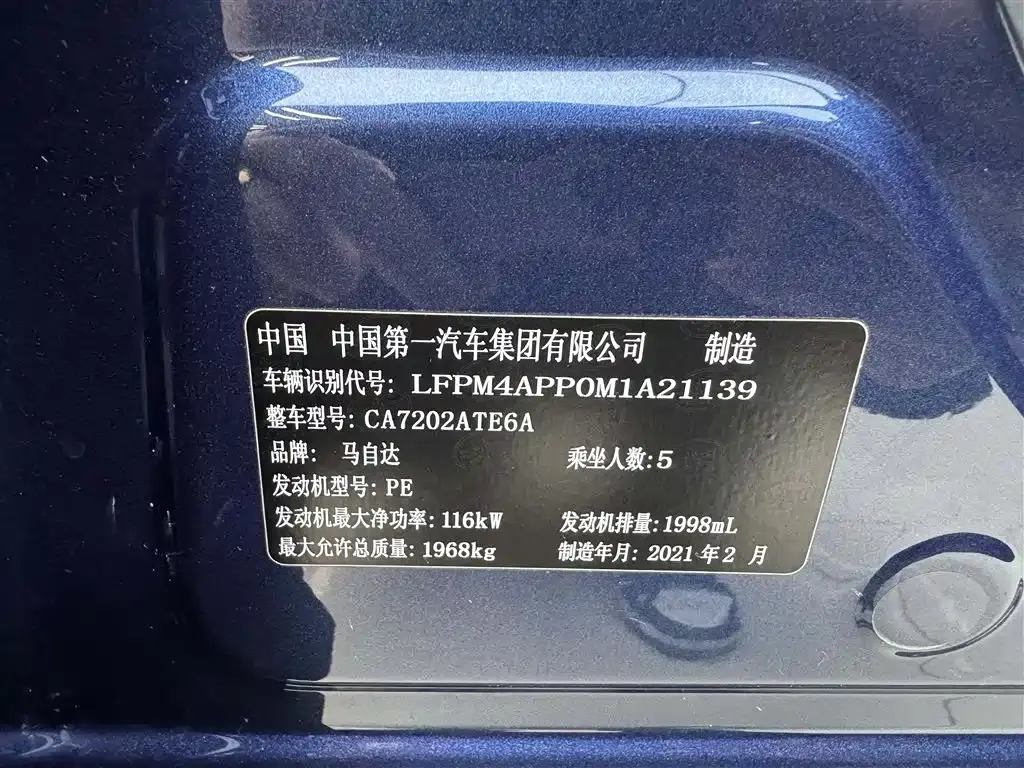 中国 中国第一汽车集团有限公司 制造
车辆识别代号: LFPM4APP0M1A21139
整车型号: CA7202ATE6A
品牌: 马自达 乘坐人数: 5
发动机型号: PE
发动机最大净功率: 116kW 发动机排量: 1998mL
最大允许总质量: 1968kg 制造年月: 2021 年 2 月